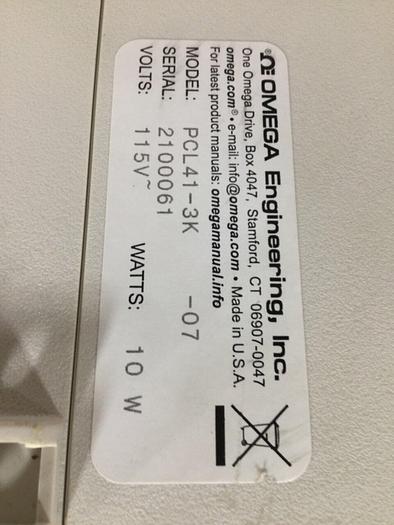 Ω® OMEGA Engineering, Inc.
One Omega Drive, Box 4047, Stamford, CT 06907-0047
omega.com® • e-mail: info@omega.com • Made in U.S.A.
For latest product manuals: omegamanual.info
MODEL: PCL41-3K -07
SERIAL: 2100061
VOLTS: 115V~ WATTS: 10 W